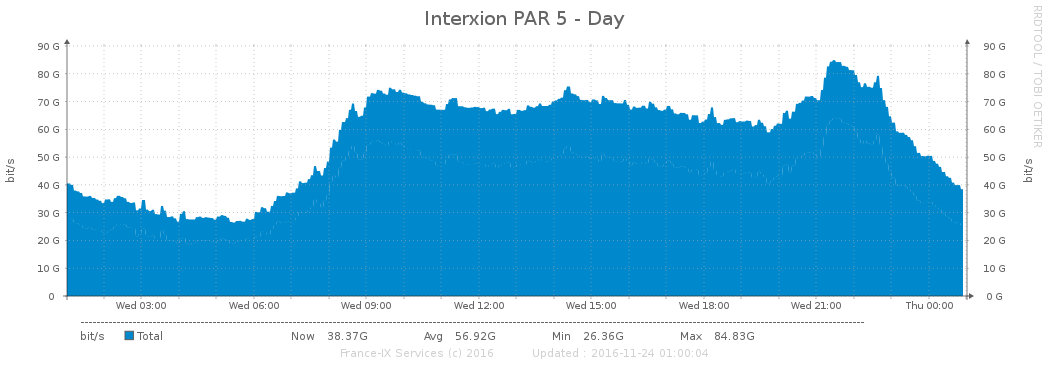 Interxion PAR 5 - Day
RRDTOOL / TOBI OETIKER
bit/s
90 G
80 G
70 G
60 G
50 G
40 G
30 G
20 G
10 G
0
90 G
80 G
70 G
60 G
50 G
40 G
30 G
20 G
10 G
0 G
bit/s
Wed 03:00 Wed 06:00 Wed 09:00 Wed 12:00 Wed 15:00 Wed 18:00 Wed 21:00 Thu 00:00
bit/s Total Now 38.37G Avg 56.92G Min 26.36G Max 84.83G
France-IX Services (c) 2016 Updated : 2016-11-24 01:00:04